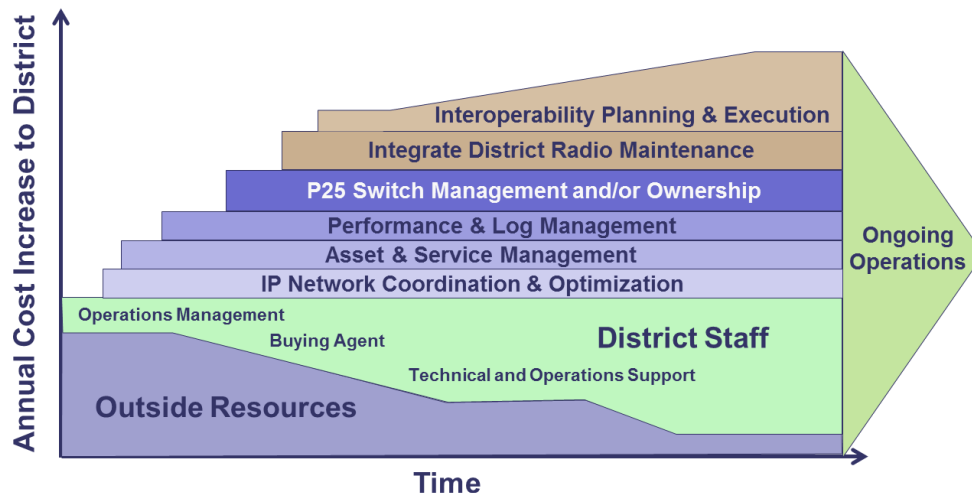 Annual Cost Increase to District
Interoperability Planning & Execution
Integrate District Radio Maintenance
P25 Switch Management and/or Ownership
Performance & Log Management
Asset & Service Management
IP Network Coordination & Optimization
Ongoing
Operations
Operations Management
Buying Agent
District Staff
Technical and Operations Support
Outside Resources
Time